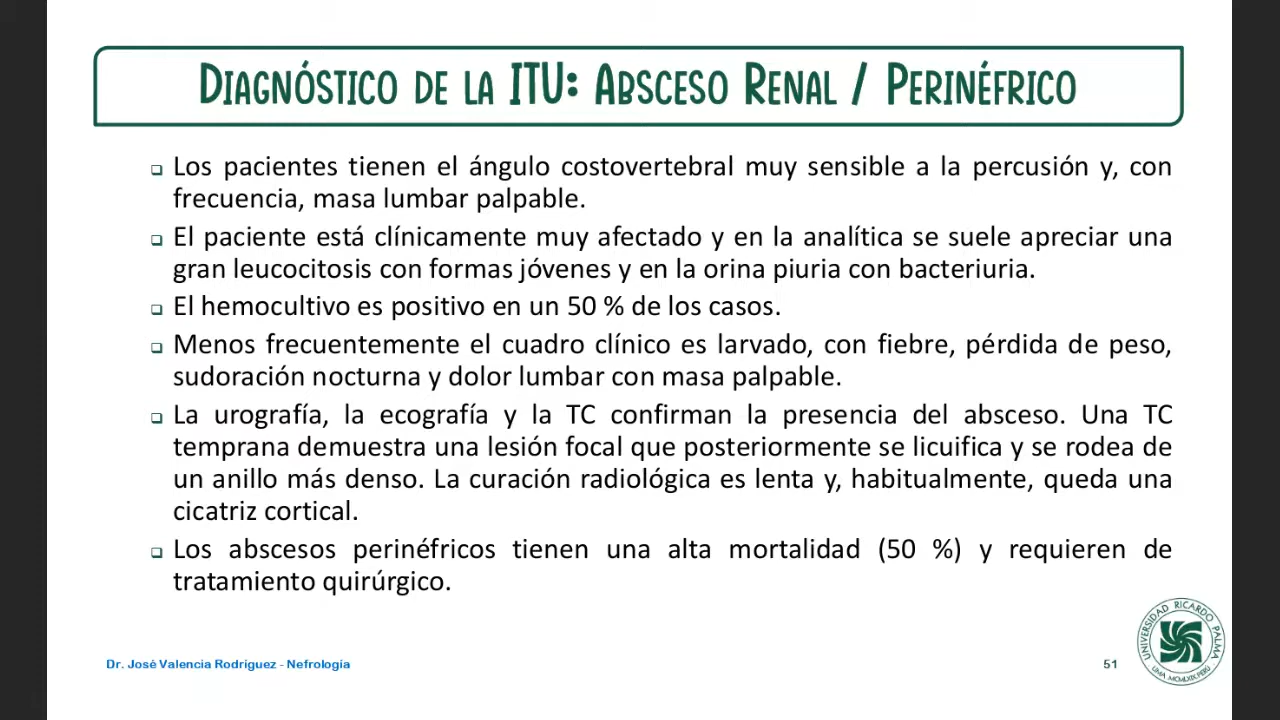 DIAGNÓSTICO DE LA ITU: ABSCESO RENAL / PERINÉFRICO
Los pacientes tienen el ángulo costovertebral muy sensible a la percusión y, con
frecuencia, masa lumbar palpable.
El paciente está clínicamente muy afectado y en la analítica se suele apreciar una
gran leucocitosis con formas jóvenes y en la orina piuria con bacteriuria.
El hemocultivo es positivo en un 50 % de los casos.
Menos frecuentemente el cuadro clínico es larvado, con fiebre, pérdida de peso,
sudoración nocturna y dolor lumbar con masa palpable.
La urografía, la ecografía y la TC confirman la presencia del absceso. Una TC
temprana demuestra una lesión focal que posteriormente se licuifica y se rodea de
un anillo más denso. La curación radiológica es lenta y, habitualmente, queda una
cicatriz cortical.
Los abscesos perinéfricos tienen una alta mortalidad (50 %) y requieren de
tratamiento quirúrgico.
UNIVERSIDAD RICARDO PALMA
LIMA MCMLXIX PERÚ
Dr. José Valencia Rodríguez - Nefrología
51